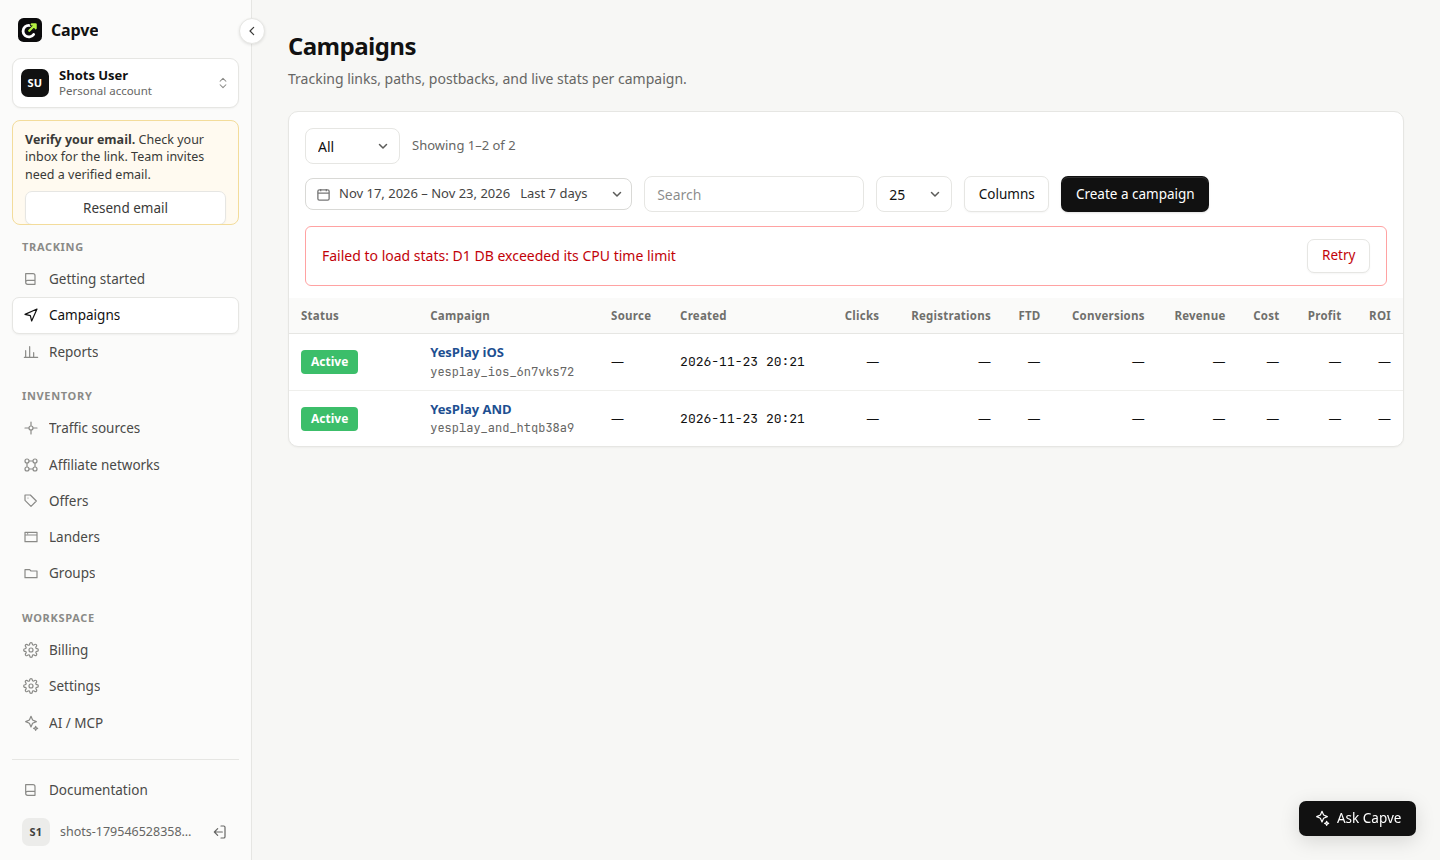 Capve
SU
Shots User
Personal account
Verify your email. Check your
inbox for the link. Team invites
need a verified email.
Resend email
TRACKING
Getting started
Campaigns
Reports
INVENTORY
Traffic sources
Affiliate networks
Offers
Landers
Groups
WORKSPACE
Billing
Settings
AI / MCP
Documentation
S1 shots-179546528358...
Campaigns
Tracking links, paths, postbacks, and live stats per campaign.
All Showing 1–2 of 2
Nov 17, 2026 – Nov 23, 2026 Last 7 days Search 25 Columns Create a campaign
Failed to load stats: D1 DB exceeded its CPU time limit Retry
Status Campaign Source Created Clicks Registrations FTD Conversions Revenue Cost Profit ROI
Active YesPlay iOS — 2026-11-23 20:21 — — — — — — — —
yesplay_ios_6n7vks72
Active YesPlay AND — 2026-11-23 20:21 — — — — — — — —
yesplay_and_htqb38a9
Ask Capve